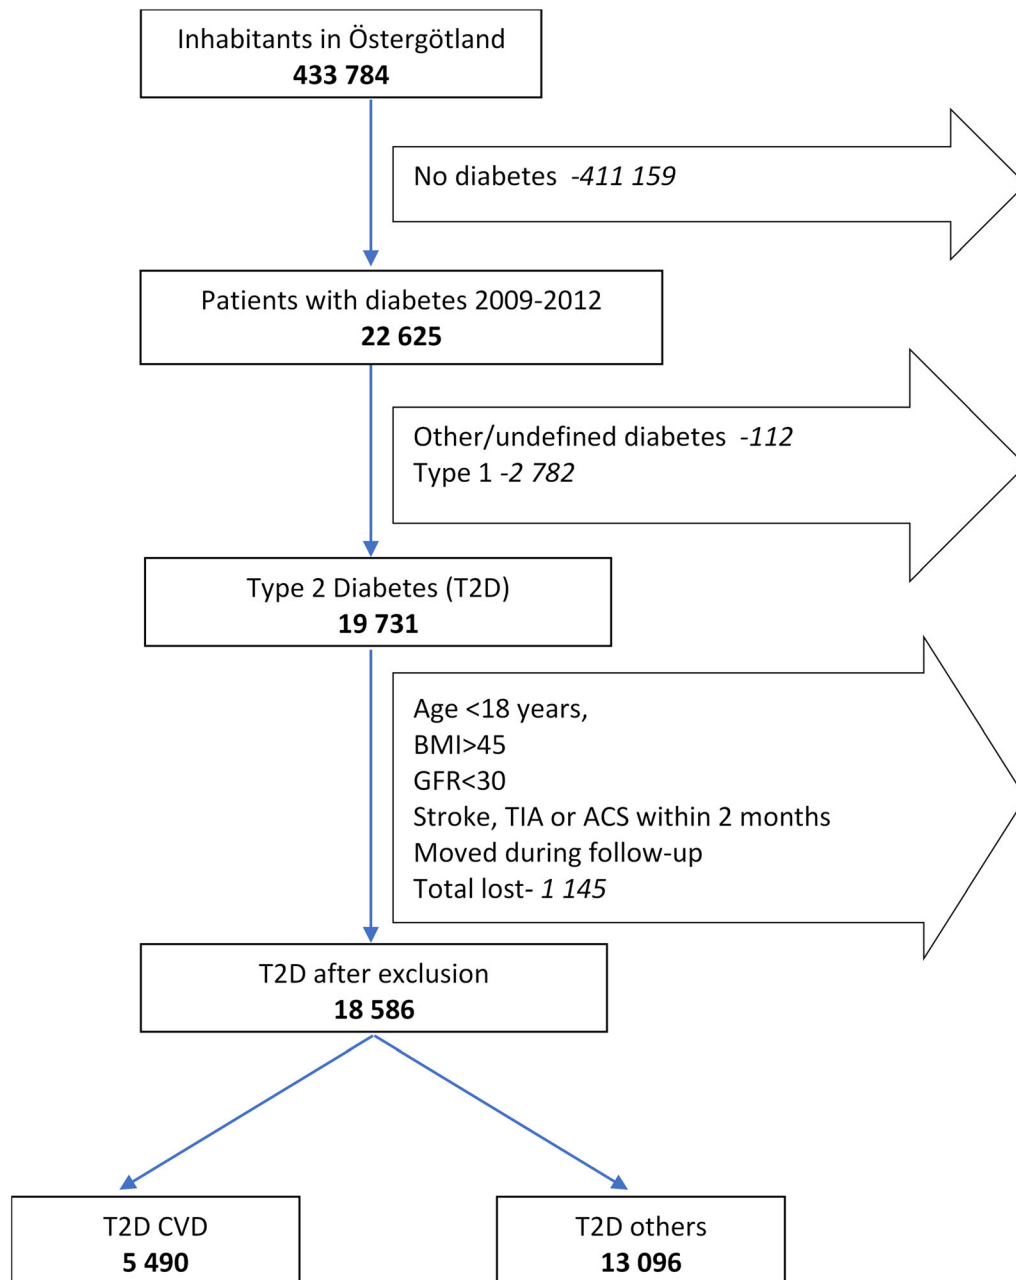 Inhabitants in Östergötland
433 784
No diabetes -411 159
Patients with diabetes 2009-2012
22 625
Other/undefined diabetes -112
Type 1 -2 782
Type 2 Diabetes (T2D)
19 731
Age <18 years,
BMI>45
GFR<30
Stroke, TIA or ACS within 2 months
Moved during follow-up
Total lost- 1 145
T2D after exclusion
18 586
T2D CVD
5 490
T2D others
13 096